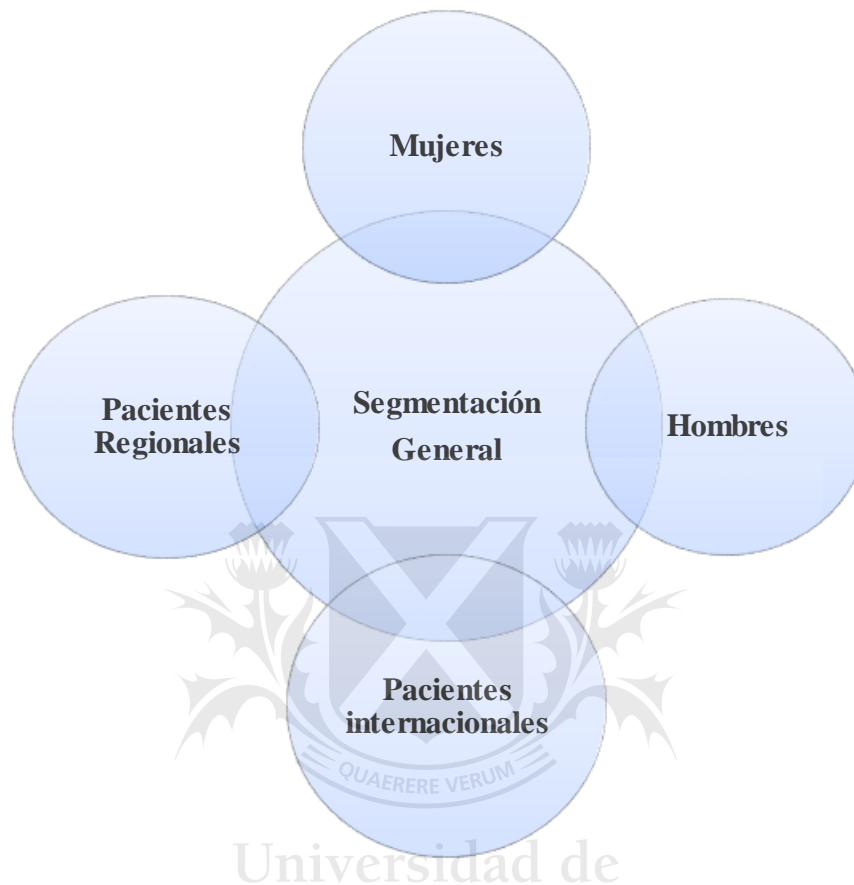 Mujeres
Pacientes
Regionales
Segmentación
General
Hombres
Pacientes
internacionales
QUAERERE VERUM
Universidad de